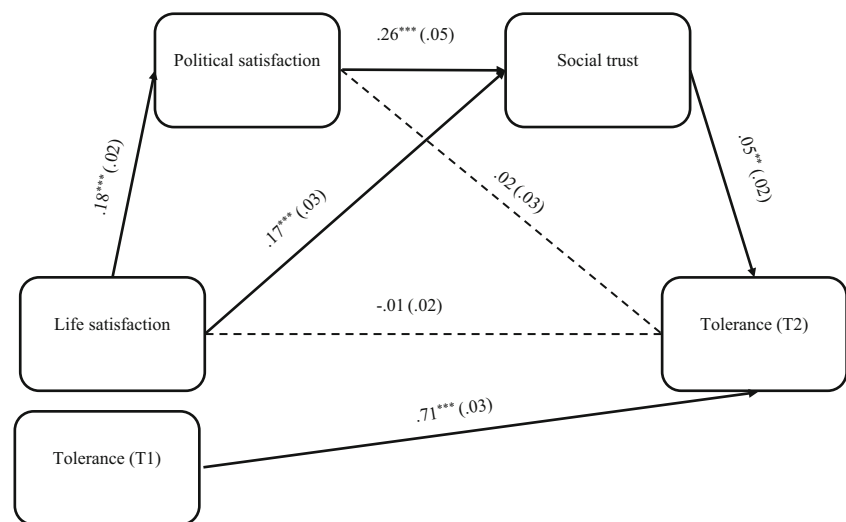 .26*** (.05)
Political satisfaction
Social trust
.18*** (.02)
.17*** (.03)
.02 (.03)
.05** (.02)
Life satisfaction
-.01 (.02)
Tolerance (T2)
.71*** (.03)
Tolerance (T1)